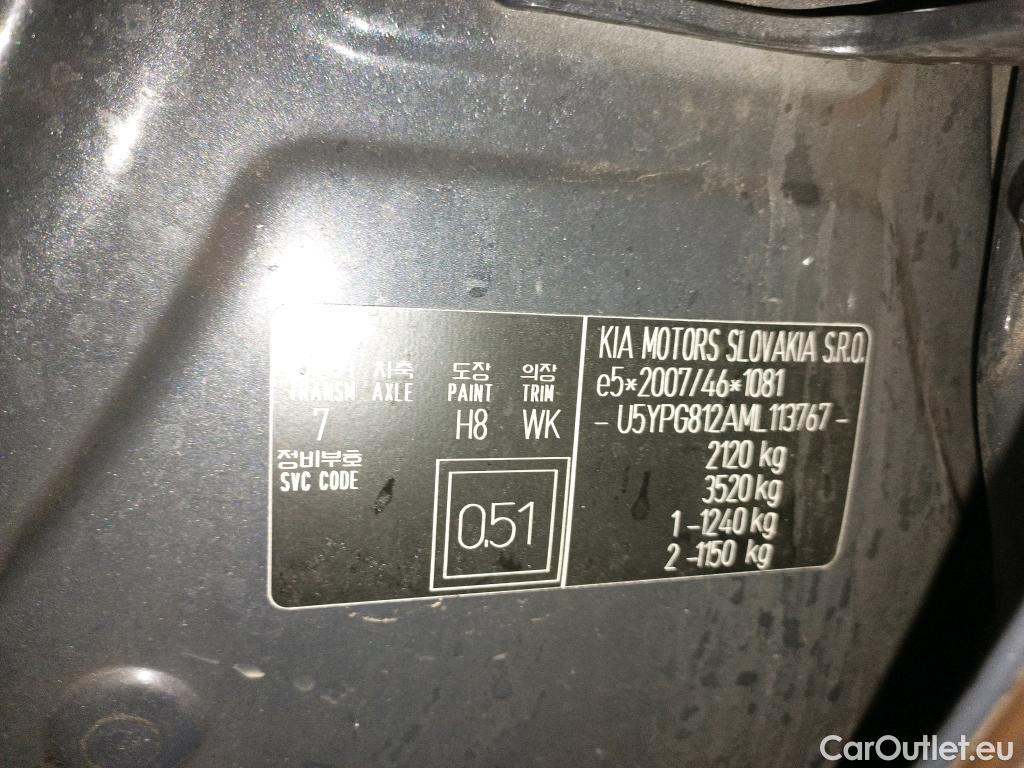 지축 도장 의장
TRANSM AXLE PAINT TRIM
7 H8 WK
정비부호
SVC CODE
0.51
KIA MOTORS SLOVAKIA S.R.O.
e5*2007/46*1081
- U5YPG812AML113767 -
2120 kg
3520 kg
1 -1240 kg
2 -1150 kg
CarOutlet.eu